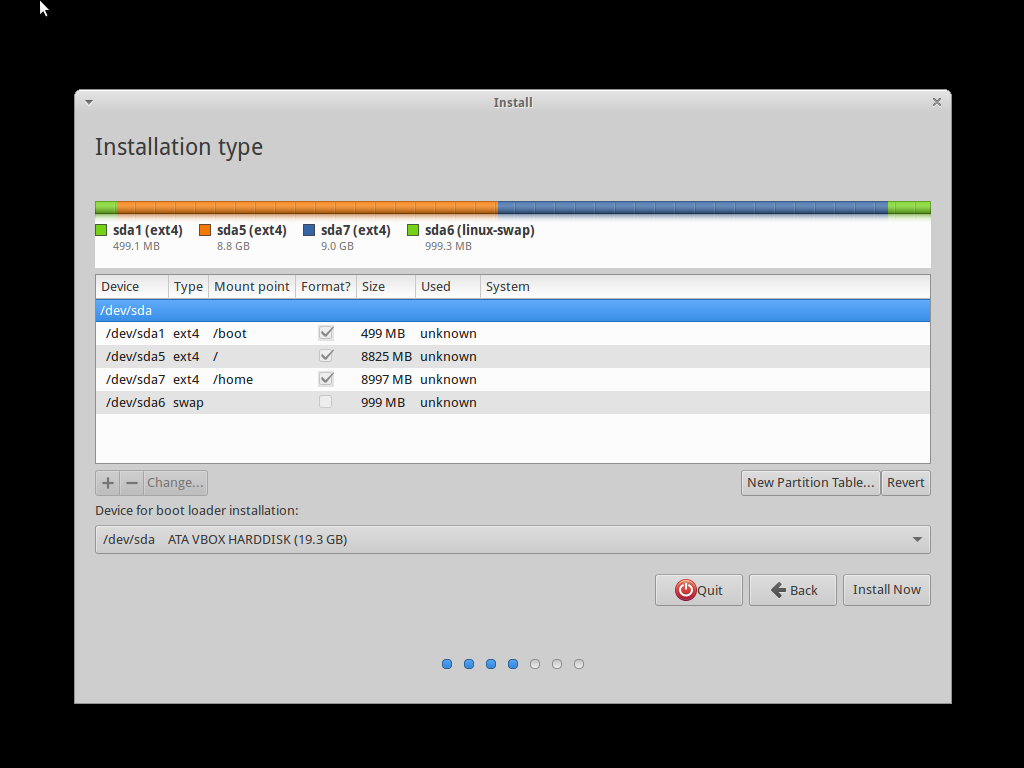 Install
Installation type
sda1 (ext4) sda5 (ext4) sda7 (ext4) sda6 (linux-swap)
499.1 MB 8.8 GB 9.0 GB 999.3 MB
Device Type Mount point Format? Size Used System
/dev/sda
/dev/sda1 ext4 /boot 499 MB unknown
/dev/sda5 ext4 / 8825 MB unknown
/dev/sda7 ext4 /home 8997 MB unknown
/dev/sda6 swap 999 MB unknown
+ − Change... New Partition Table... Revert
Device for boot loader installation:
/dev/sda ATA VBOX HARDDISK (19.3 GB)
Quit Back Install Now